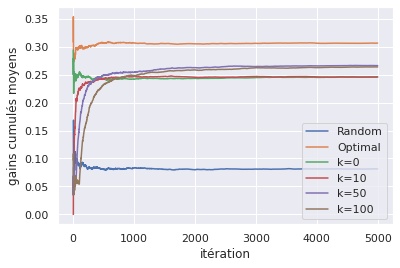 gains cumulés moyens
0.35
0.30
0.25
0.20
0.15
0.10
0.05
0.00
Random
Optimal
k=0
k=10
k=50
k=100
0 1000 2000 3000 4000 5000
itération